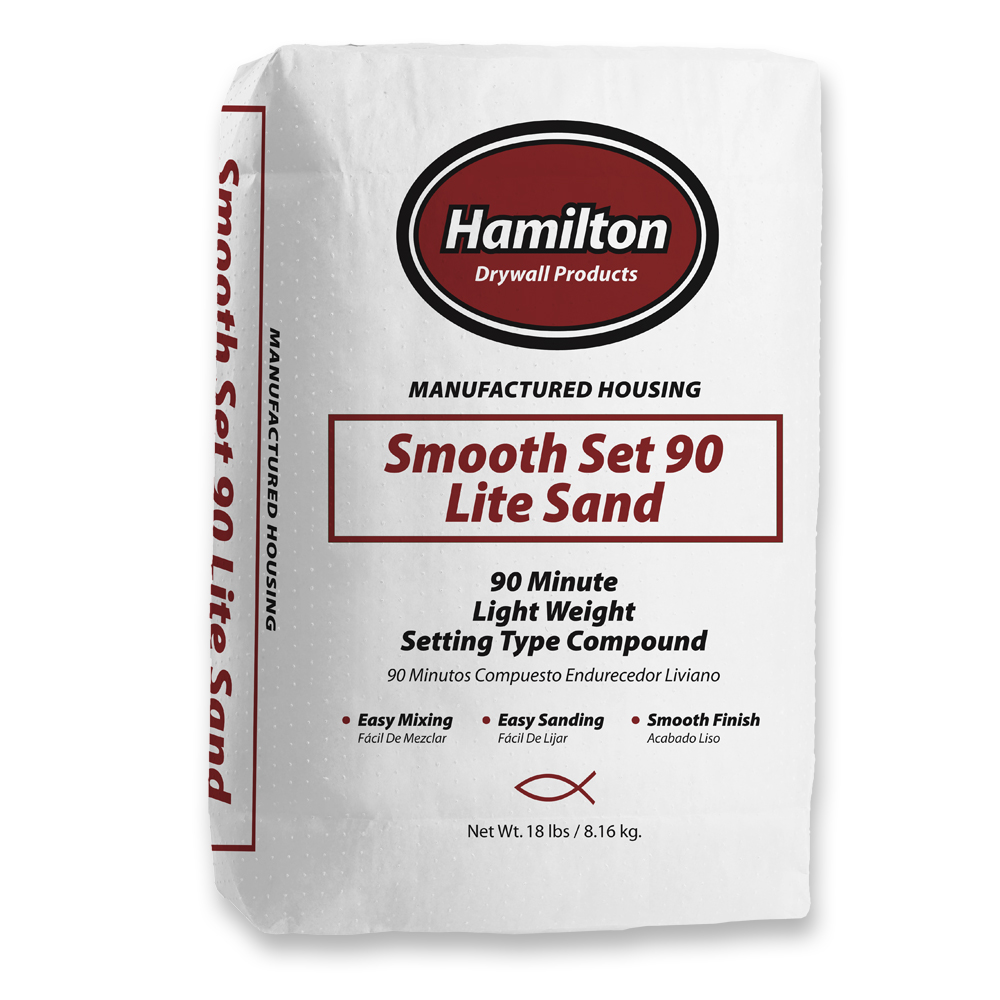 Hamilton
Drywall Products
MANUFACTURED HOUSING
Smooth Set 90
Lite Sand
90 Minute
Light Weight
Setting Type Compound
90 Minutos Compuesto Endurecedor Liviano
• Easy Mixing
Fácil De Mezclar
• Easy Sanding
Fácil De Lijar
• Smooth Finish
Acabado Liso
Net Wt. 18 lbs / 8.16 kg.
Smooth Set 90 Lite Sand
MANUFACTURED HOUSING